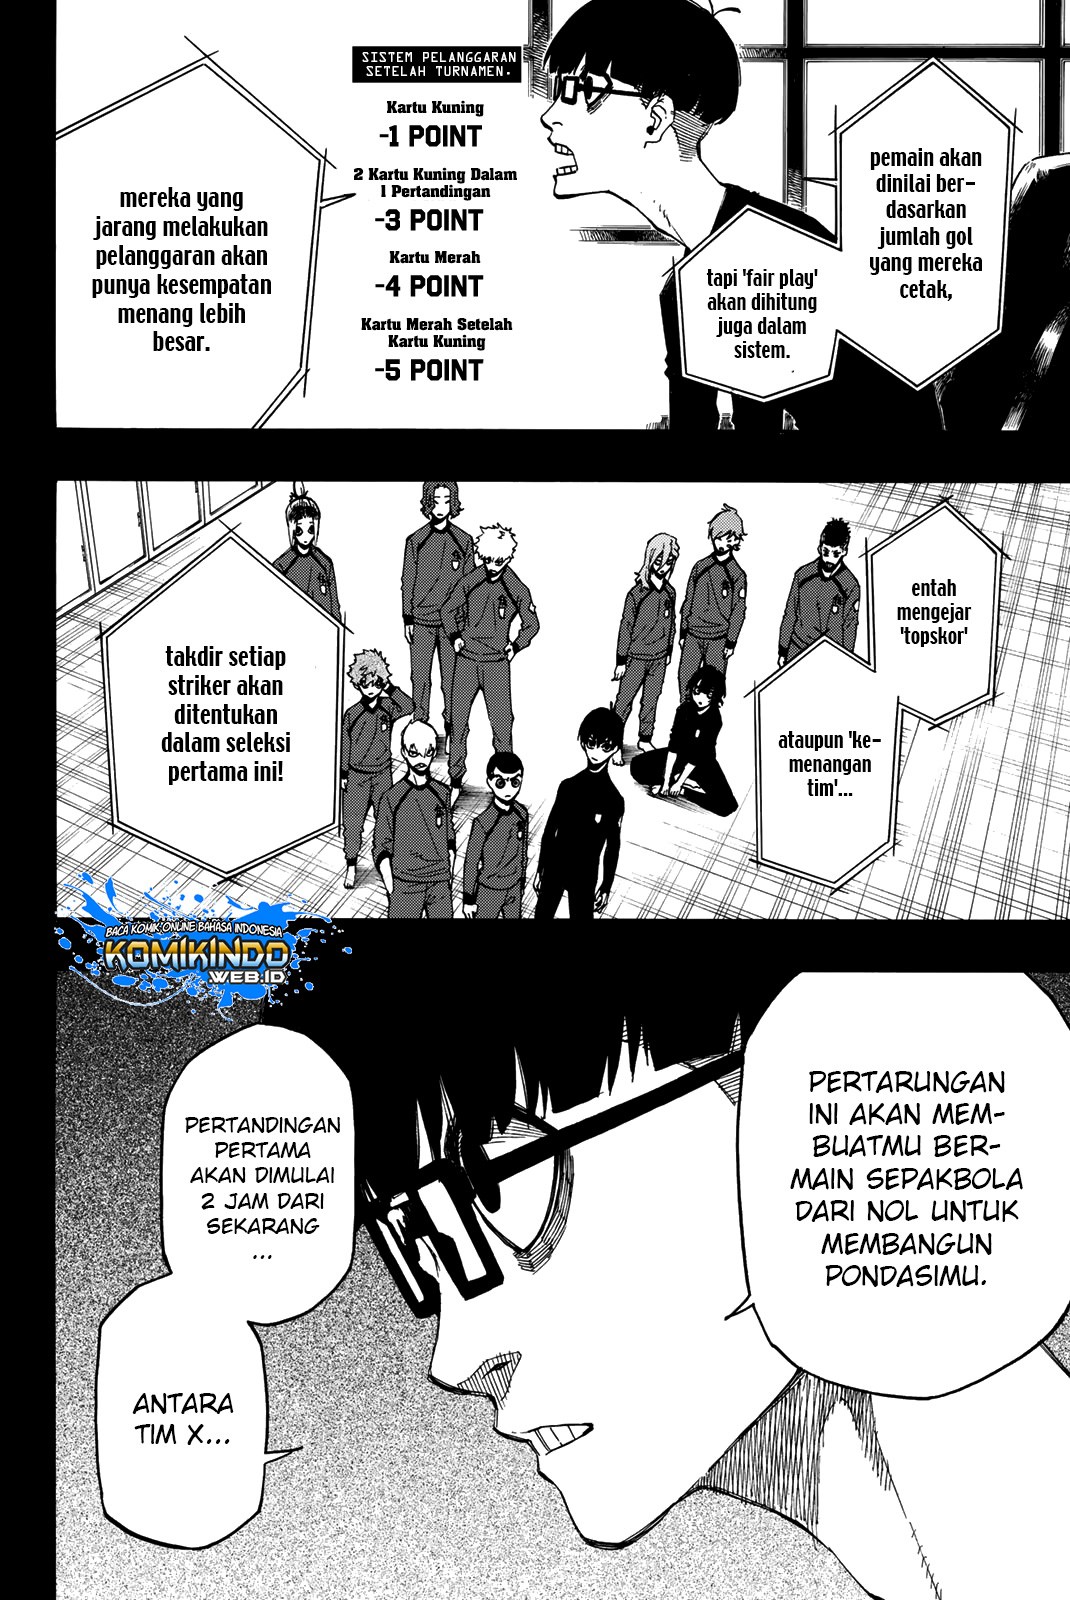 pemain akan
dinilai ber-
dasarkan
jumlah gol
yang mereka
cetak,
tapi 'fair play'
akan dihitung
juga dalam
sistem.
SISTEM PELANGGARAN
SETELAH TURNAMEN.
Kartu Kuning
-1 POINT
2 Kartu Kuning Dalam
1 Pertandingan
-3 POINT
Kartu Merah
-4 POINT
Kartu Merah Setelah
Kartu Kuning
-5 POINT
mereka yang
jarang melakukan
pelanggaran akan
punya kesempatan
menang lebih
besar.
entah
mengejar
'topskor'
ataupun 'ke-
menangan
tim'...
takdir setiap
striker akan
ditentukan
dalam seleksi
pertama ini!
BACA KOMIK ONLINE BAHASA INDONESIA
KOMIKINDO
WEB.ID
PERTARUNGAN
INI AKAN MEM-
BUATMU BER-
MAIN SEPAKBOLA
DARI NOL UNTUK
MEMBANGUN
PONDASIMU.
PERTANDINGAN
PERTAMA
AKAN DIMULAI
2 JAM DARI
SEKARANG
...
ANTARA
TIM X...